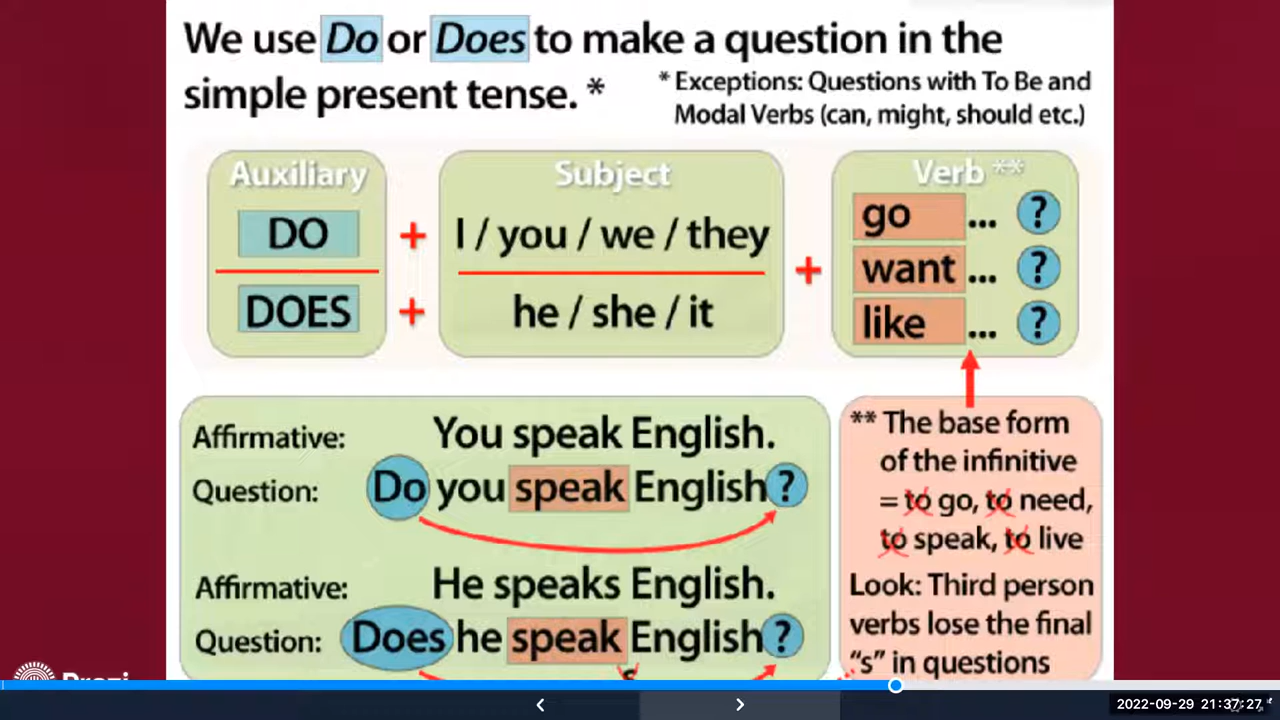 We use Do or Does to make a question in the
simple present tense. *
* Exceptions: Questions with To Be and
Modal Verbs (can, might, should etc.)
Auxiliary
Subject
Verb **
DO
+
I / you / we / they
DOES
+
he / she / it
+
go ... ?
want ... ?
like ... ?
Affirmative: You speak English.
Question: Do you speak English?
Affirmative: He speaks English.
Question: Does he speak English?
s
** The base form
of the infinitive
= to go, to need,
to speak, to live
Look: Third person
verbs lose the final
"s" in questions
Prezi
2022-09-29 21:37:27